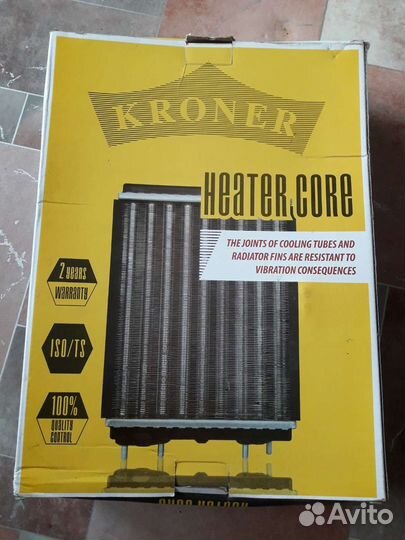 KRONER
HEATER CORE
THE JOINTS OF COOLING TUBES AND
RADIATOR FINS ARE RESISTANT TO
VIBRATION CONSEQUENCES
2 years
WARRANTY
ISO/TS
100%
QUALITY
CONTROL
Avito